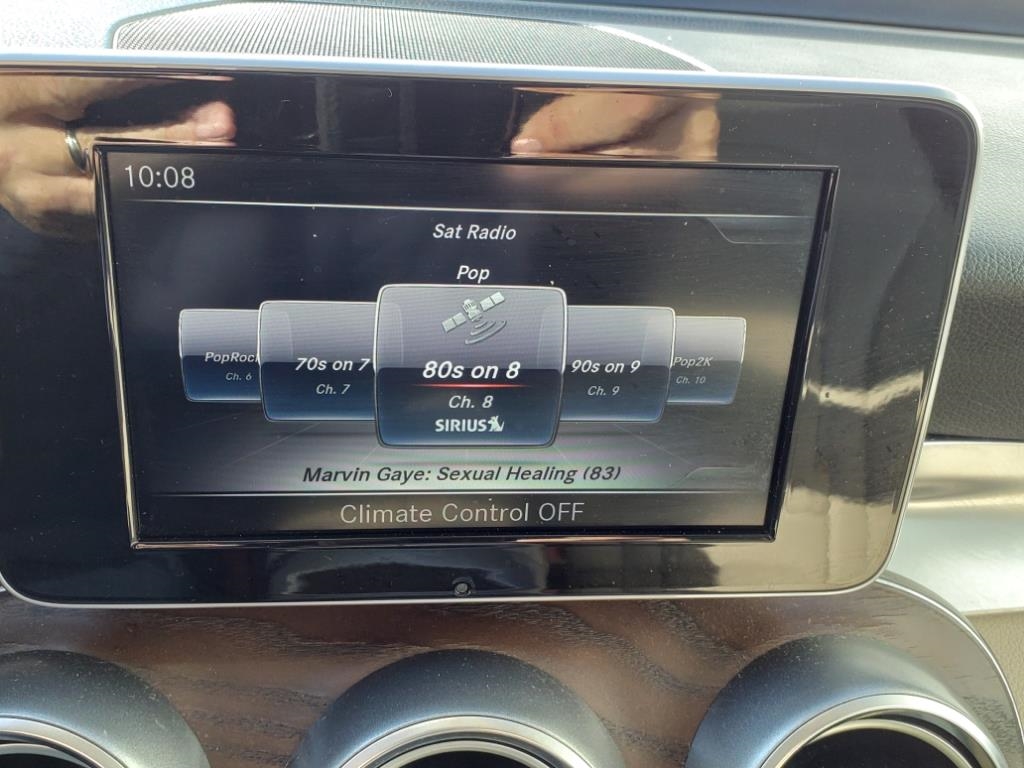 10:08
Sat Radio
Pop
PopRock 70s on 7 80s on 8 90s on 9 Pop2K
Ch. 6 Ch. 7 Ch. 8 Ch. 9 Ch. 10
SIRIUS
Marvin Gaye: Sexual Healing (83)
Climate Control OFF